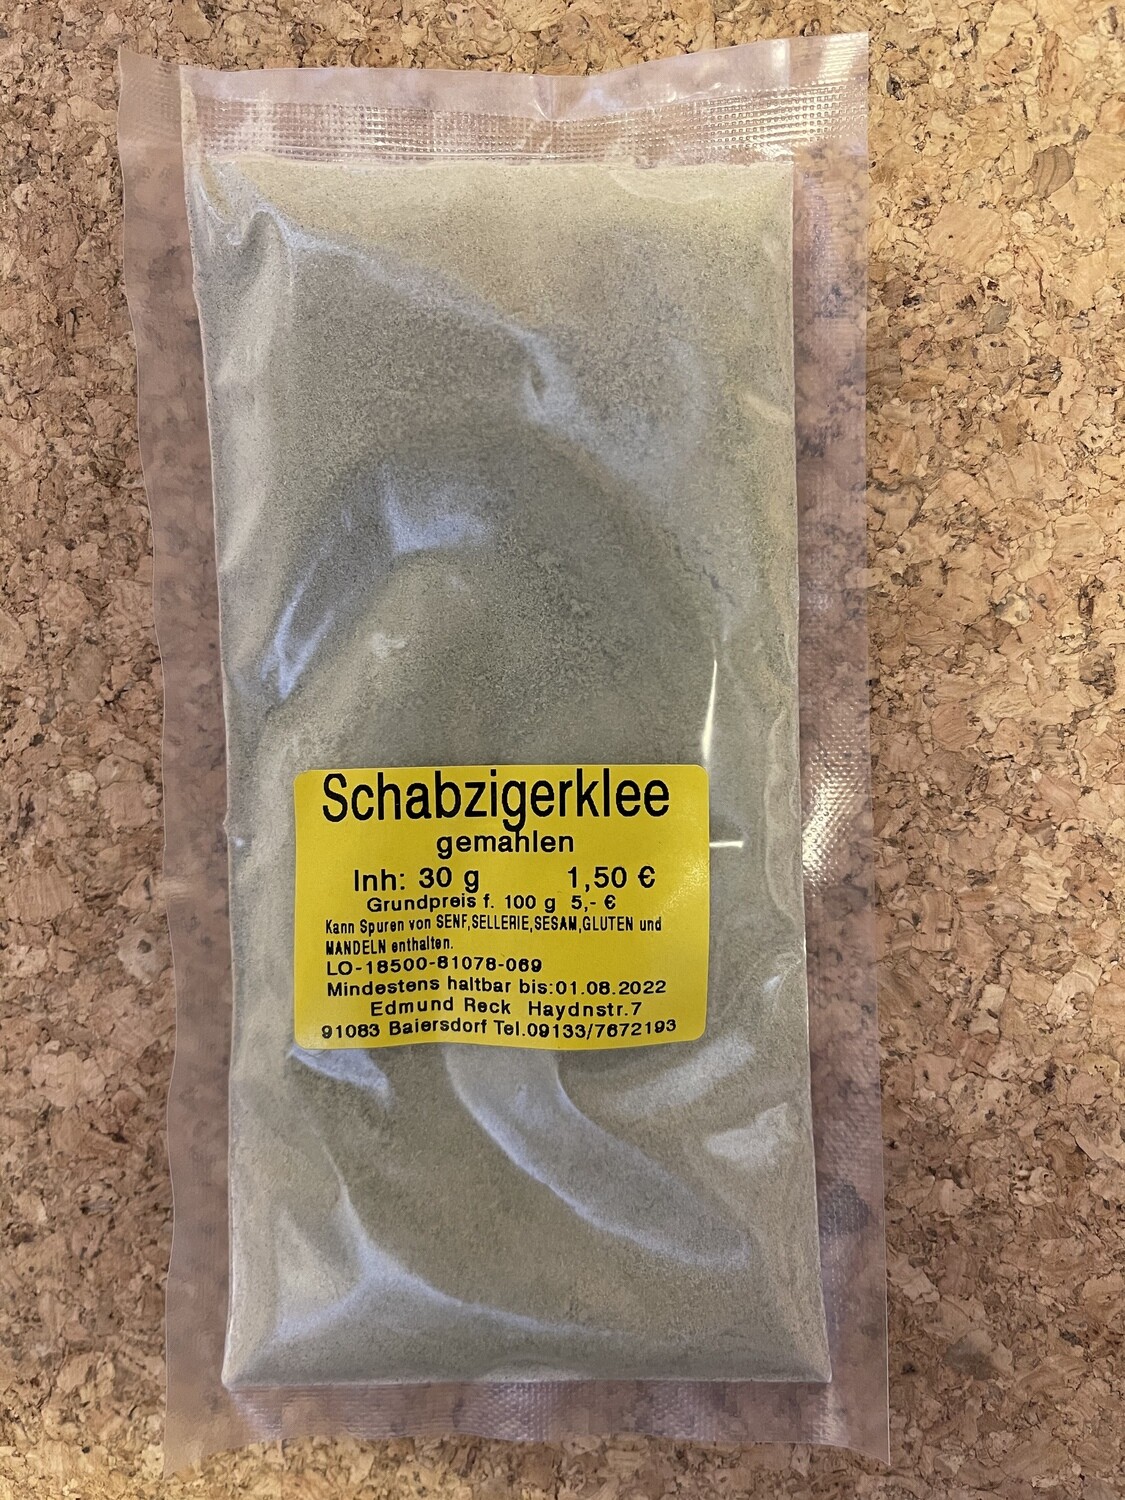 Schabzigerklee
gemahlen
Inh: 30 g 1,50 €
Grundpreis f. 100 g 5,- €
Kann Spuren von SENF,SELLERIE,SESAM,GLUTEN und
MANDELN enthalten.
LO-18500-81078-069
Mindestens haltbar bis:01.08.2022
Edmund Reck Haydnstr.7
91083 Baiersdorf Tel.09133/7672193